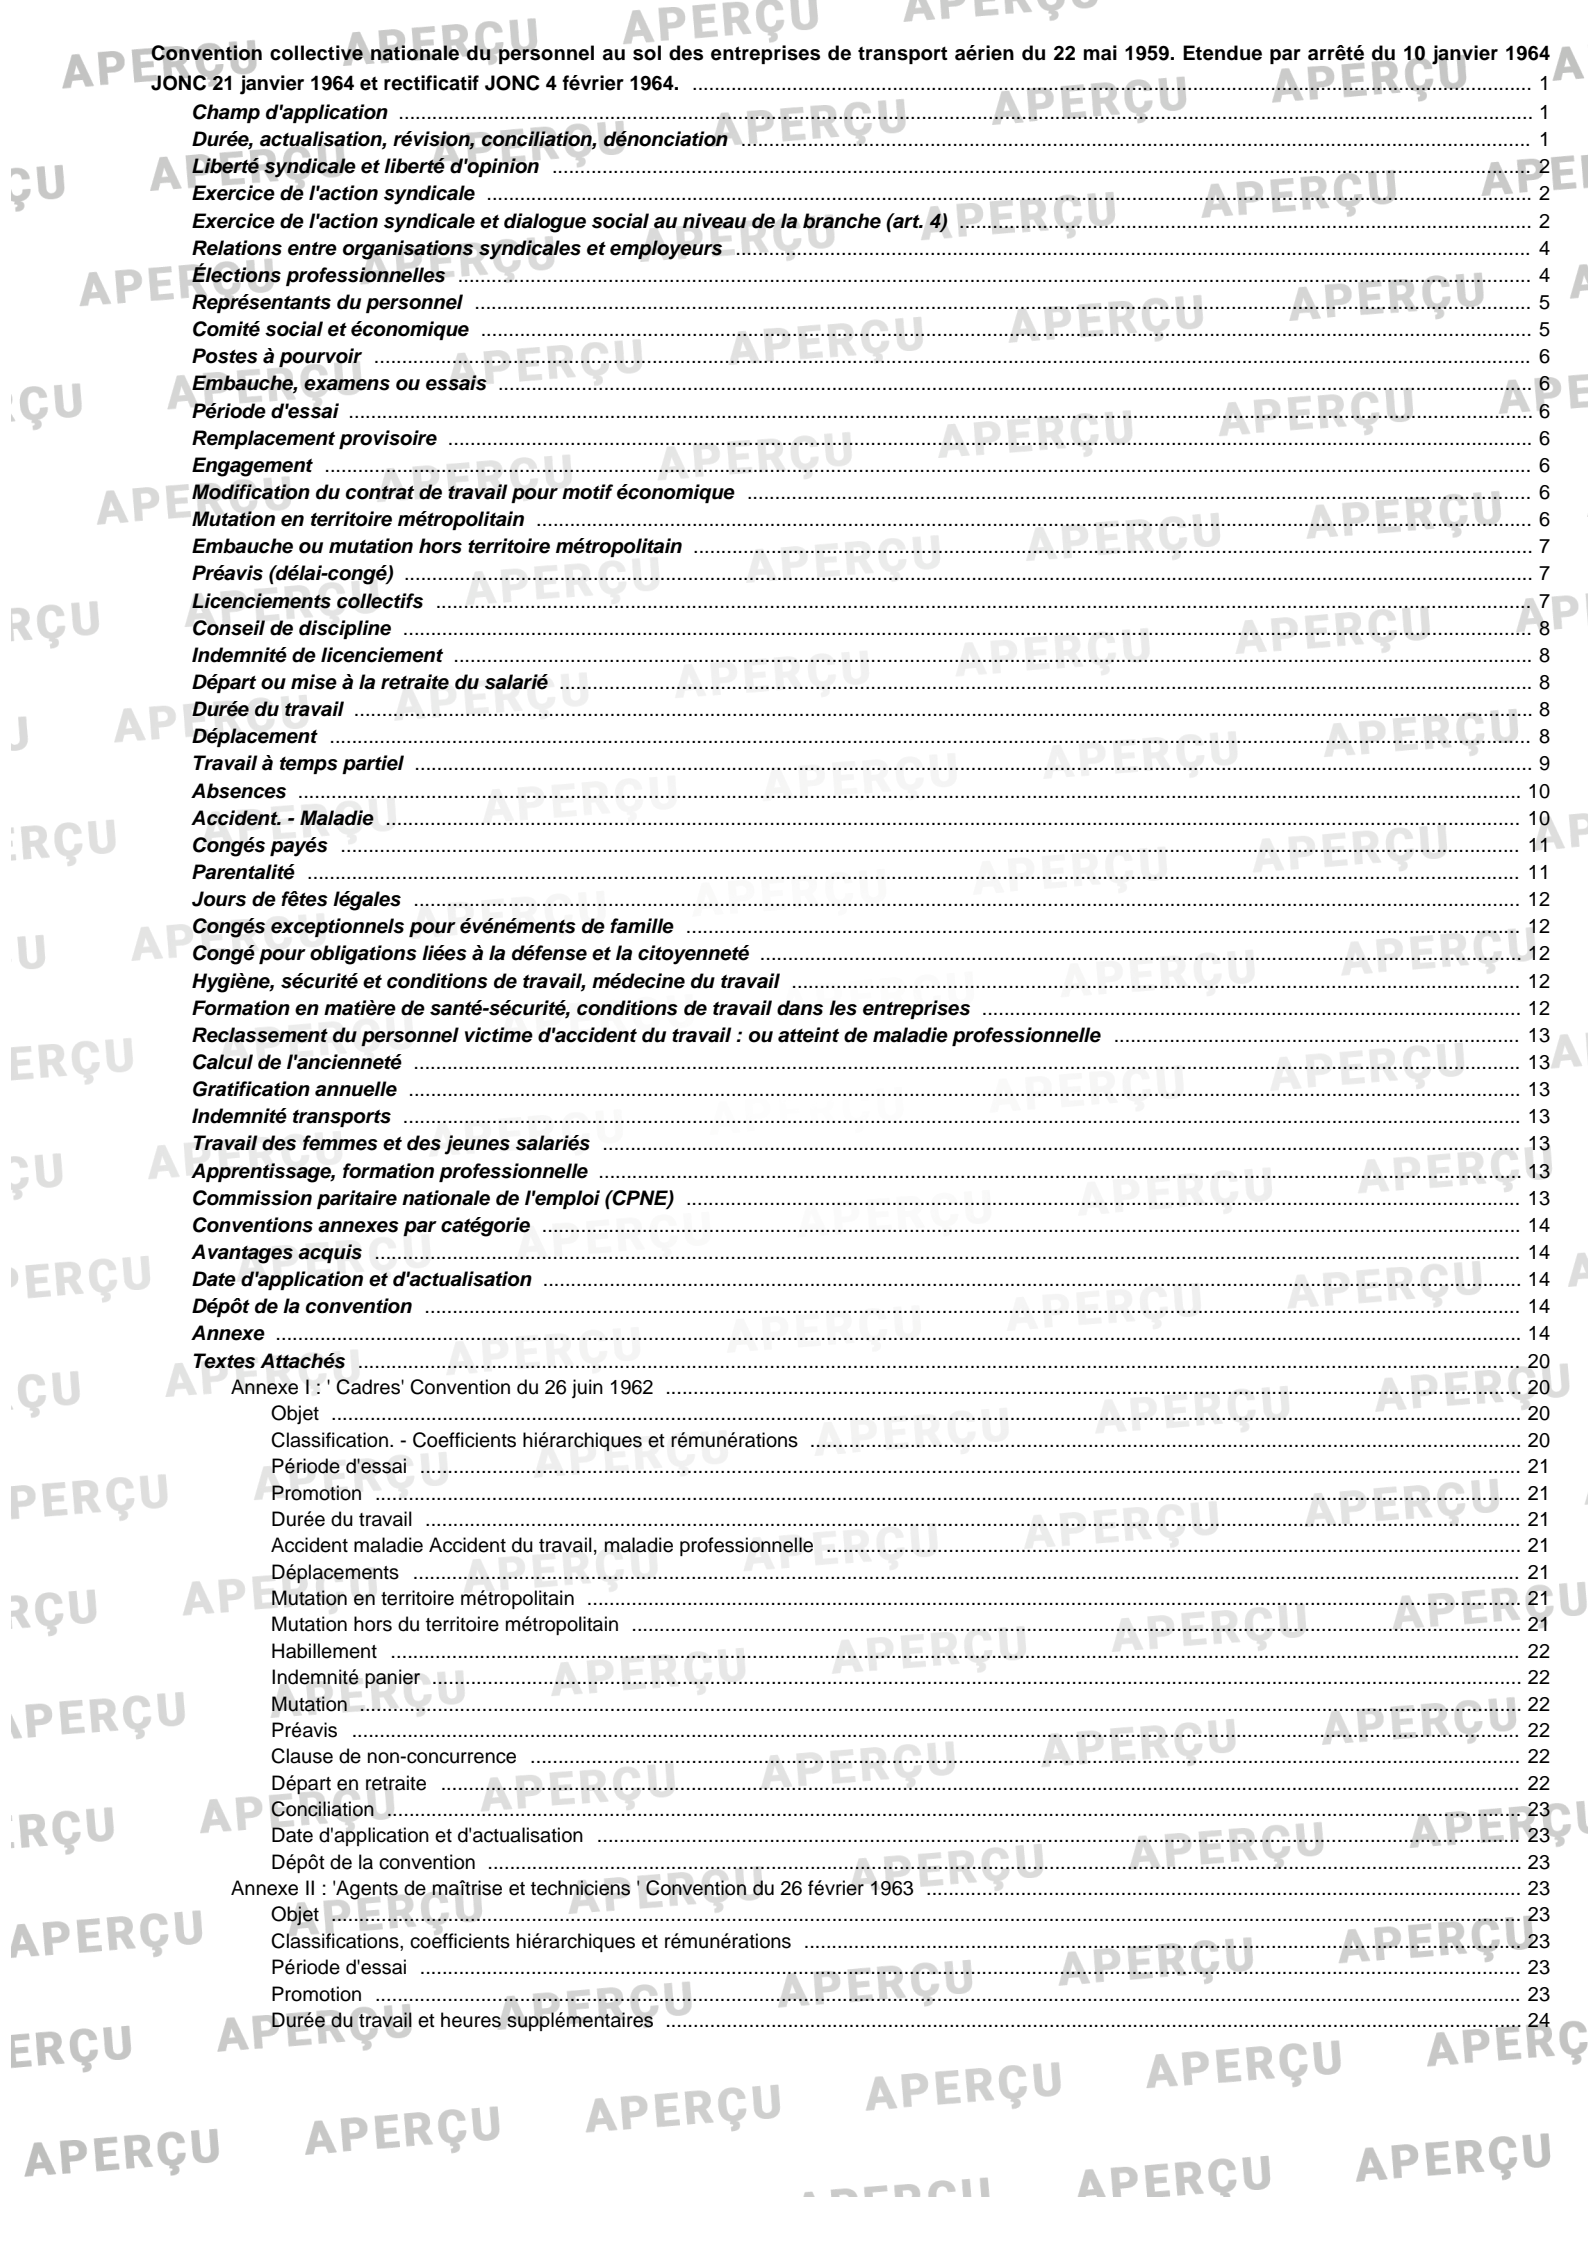 Convention collective nationale du personnel au sol des entreprises de transport aérien du 22 mai 1959. Etendue par arrêté du 10 janvier 1964
JONC 21 janvier 1964 et rectificatif JONC 4 février 1964. 1
Champ d'application 1
Durée, actualisation, révision, conciliation, dénonciation 1
Liberté syndicale et liberté d'opinion 2
Exercice de l'action syndicale 2
Exercice de l'action syndicale et dialogue social au niveau de la branche (art. 4) 2
Relations entre organisations syndicales et employeurs 4
Élections professionnelles 4
Représentants du personnel 5
Comité social et économique 5
Postes à pourvoir 6
Embauche, examens ou essais 6
Période d'essai 6
Remplacement provisoire 6
Engagement 6
Modification du contrat de travail pour motif économique 6
Mutation en territoire métropolitain 6
Embauche ou mutation hors territoire métropolitain 7
Préavis (délai-congé) 7
Licenciements collectifs 7
Conseil de discipline 8
Indemnité de licenciement 8
Départ ou mise à la retraite du salarié 8
Durée du travail 8
Déplacement 8
Travail à temps partiel 9
Absences 10
Accident. - Maladie 10
Congés payés 11
Parentalité 11
Jours de fêtes légales 12
Congés exceptionnels pour événéments de famille 12
Congé pour obligations liées à la défense et la citoyenneté 12
Hygiène, sécurité et conditions de travail, médecine du travail 12
Formation en matière de santé-sécurité, conditions de travail dans les entreprises 12
Reclassement du personnel victime d'accident du travail : ou atteint de maladie professionnelle 13
Calcul de l'ancienneté 13
Gratification annuelle 13
Indemnité transports 13
Travail des femmes et des jeunes salariés 13
Apprentissage, formation professionnelle 13
Commission paritaire nationale de l'emploi (CPNE) 13
Conventions annexes par catégorie 14
Avantages acquis 14
Date d'application et d'actualisation 14
Dépôt de la convention 14
Annexe 14
Textes Attachés 20
Annexe I : ' Cadres' Convention du 26 juin 1962 20
Objet 20
Classification. - Coefficients hiérarchiques et rémunérations 20
Période d'essai 21
Promotion 21
Durée du travail 21
Accident maladie Accident du travail, maladie professionnelle 21
Déplacements 21
Mutation en territoire métropolitain 21
Mutation hors du territoire métropolitain 21
Habillement 22
Indemnité panier 22
Mutation 22
Préavis 22
Clause de non-concurrence 22
Départ en retraite 22
Conciliation 23
Date d'application et d'actualisation 23
Dépôt de la convention 23
Annexe II : 'Agents de maîtrise et techniciens ' Convention du 26 février 1963 23
Objet 23
Classifications, coefficients hiérarchiques et rémunérations 23
Période d'essai 23
Promotion 23
Durée du travail et heures supplémentaires 24
APERÇU